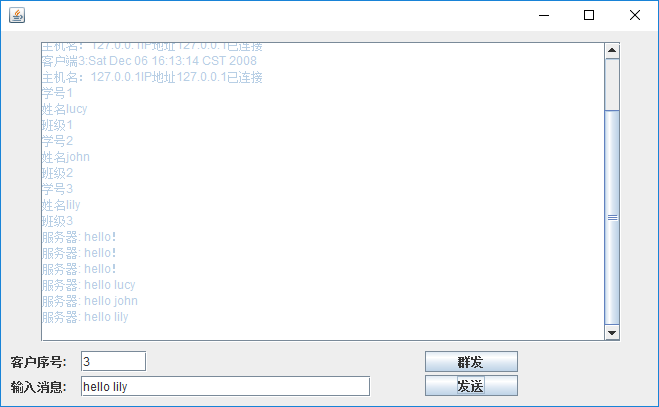 主机名：127.0.0.1IP地址127.0.0.1已连接
客户端3:Sat Dec 06 16:13:14 CST 2008
主机名：127.0.0.1IP地址127.0.0.1已连接
学号1
姓名lucy
班级1
学号2
姓名john
班级2
学号3
姓名lily
班级3
服务器: hello!
服务器: hello!
服务器: hello!
服务器: hello lucy
服务器: hello john
服务器: hello lily
客户序号: 3 群发
输入消息: hello lily 发送